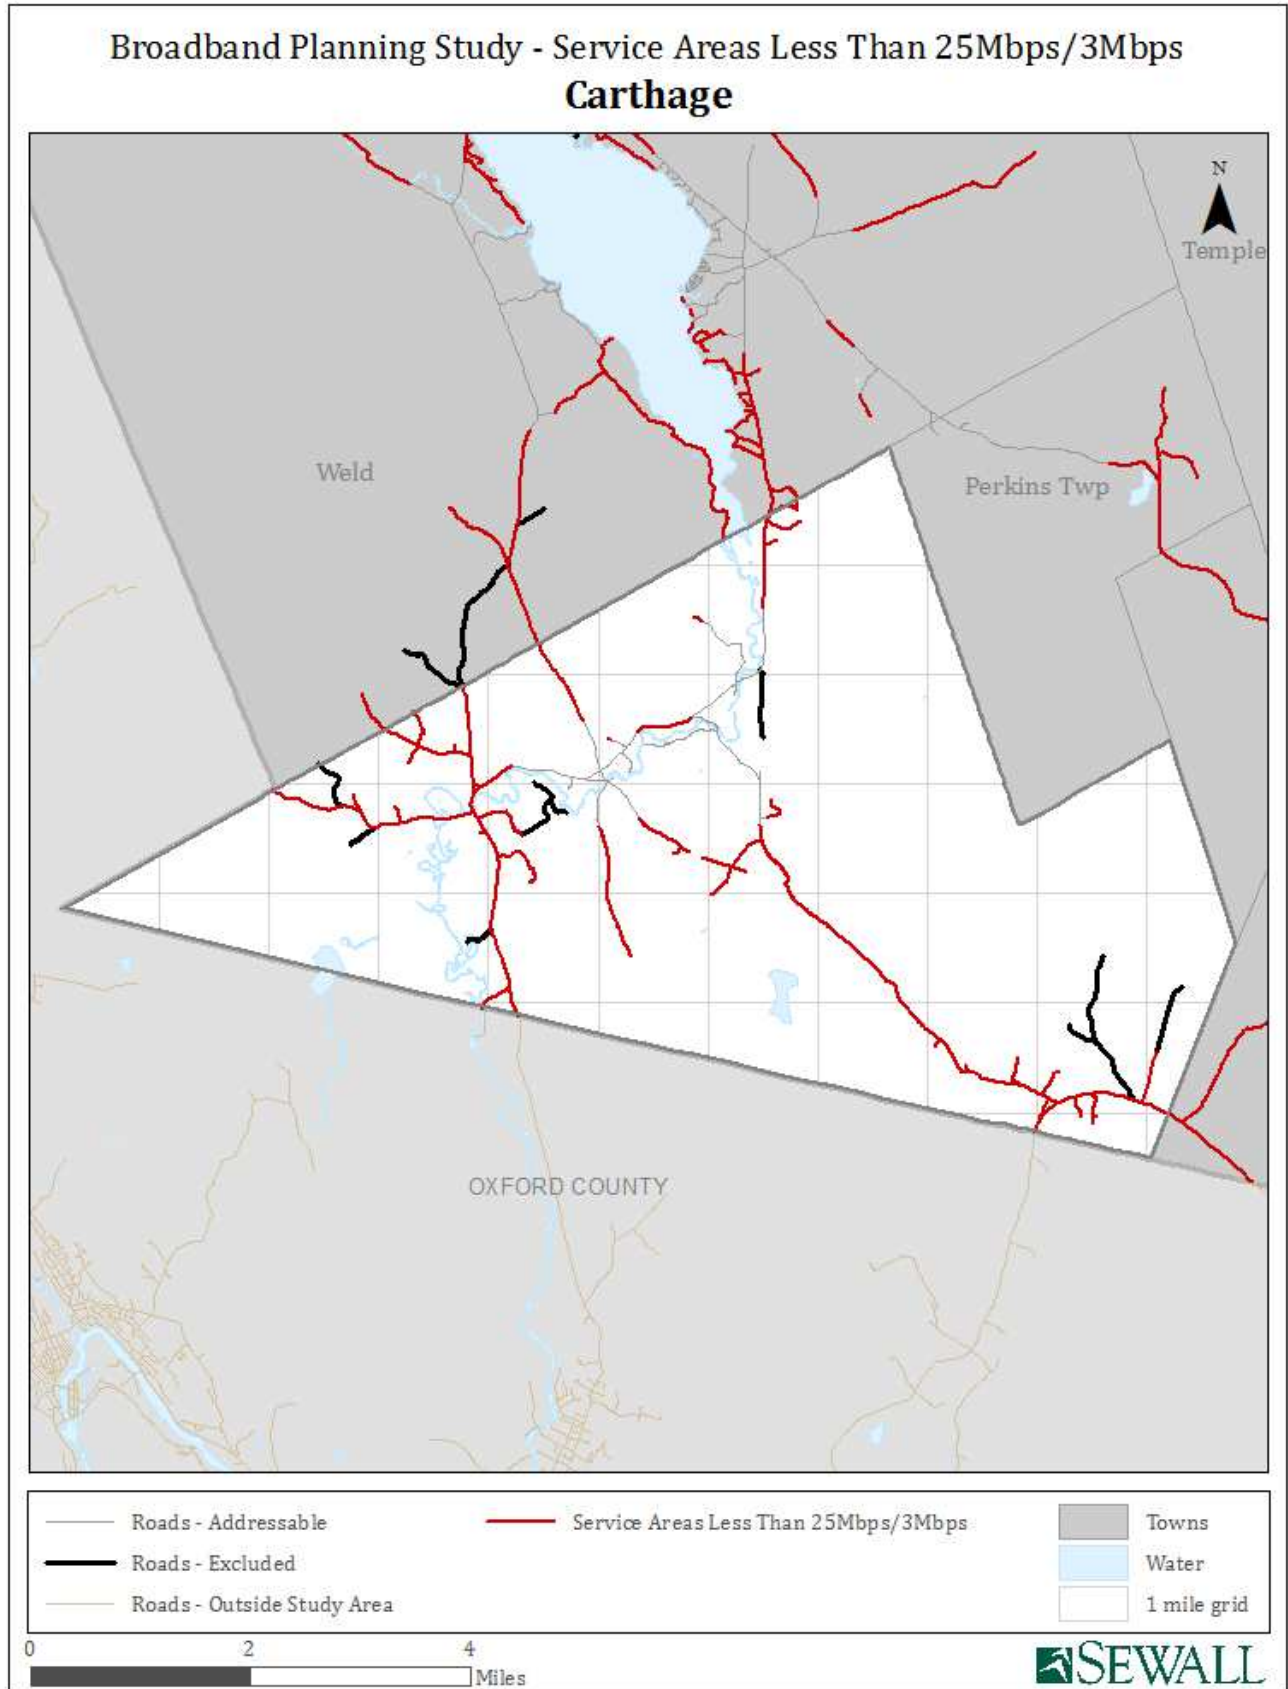 Broadband Planning Study - Service Areas Less Than 25Mbps/3Mbps
Carthage
N
Temple
Weld
Perkins Twp
OXFORD COUNTY
Roads - Addressable
Service Areas Less Than 25Mbps/3Mbps
Towns
Roads - Excluded
Water
Roads - Outside Study Area
1 mile grid
0 2 4
Miles
SEWALL